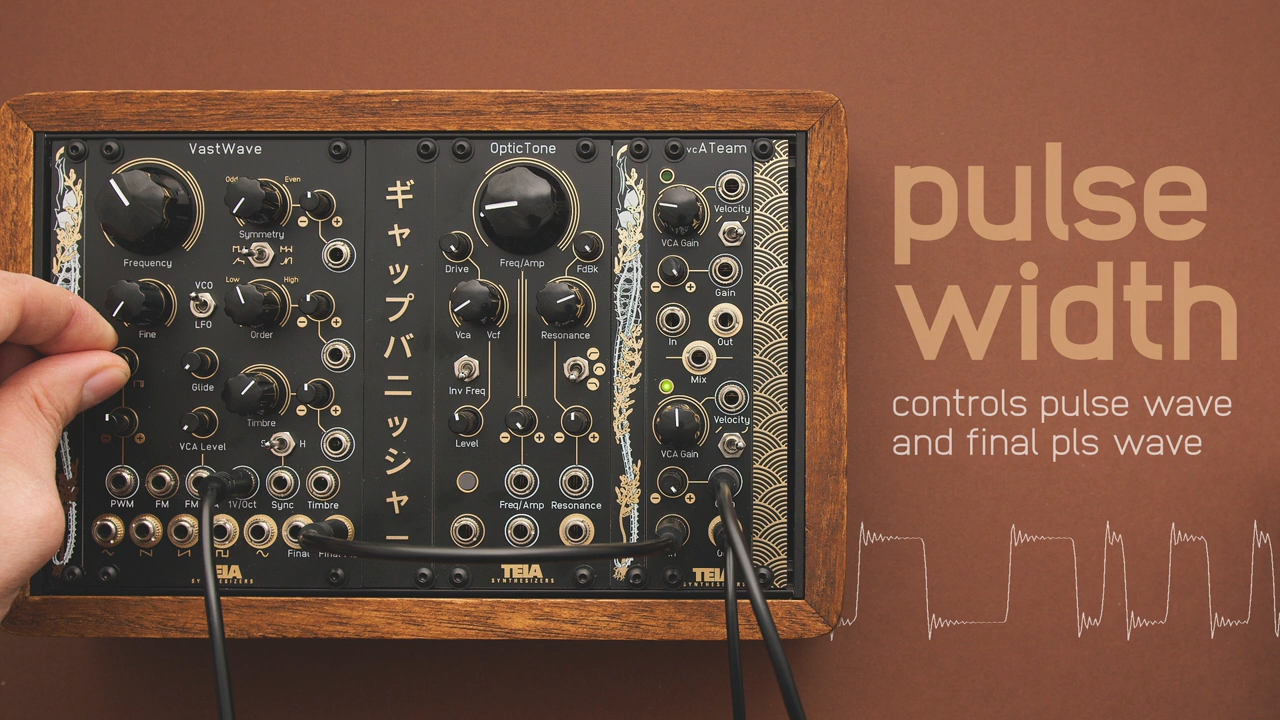 VastWave
Odd
Even
Symmetry
Frequency
VCO
LFO
Low
High
Fine
Order
Glide
Timbre
VCA Level
S
H
PWM
FM
FM
1V/Oct
Sync
Timbre
Final
TEIA
SYNTHESIZERS
ギャップバニッシャー
OpticTone
Drive
Freq/Amp
FdBk
Vca
Vcf
Resonance
Inv Freq
Level
Freq/Amp
Resonance
TEIA
SYNTHESIZERS
vcATeam
Velocity
VCA Gain
Gain
In
Out
Mix
Velocity
VCA Gain
TEIA
pulse
width
controls pulse wave
and final pls wave